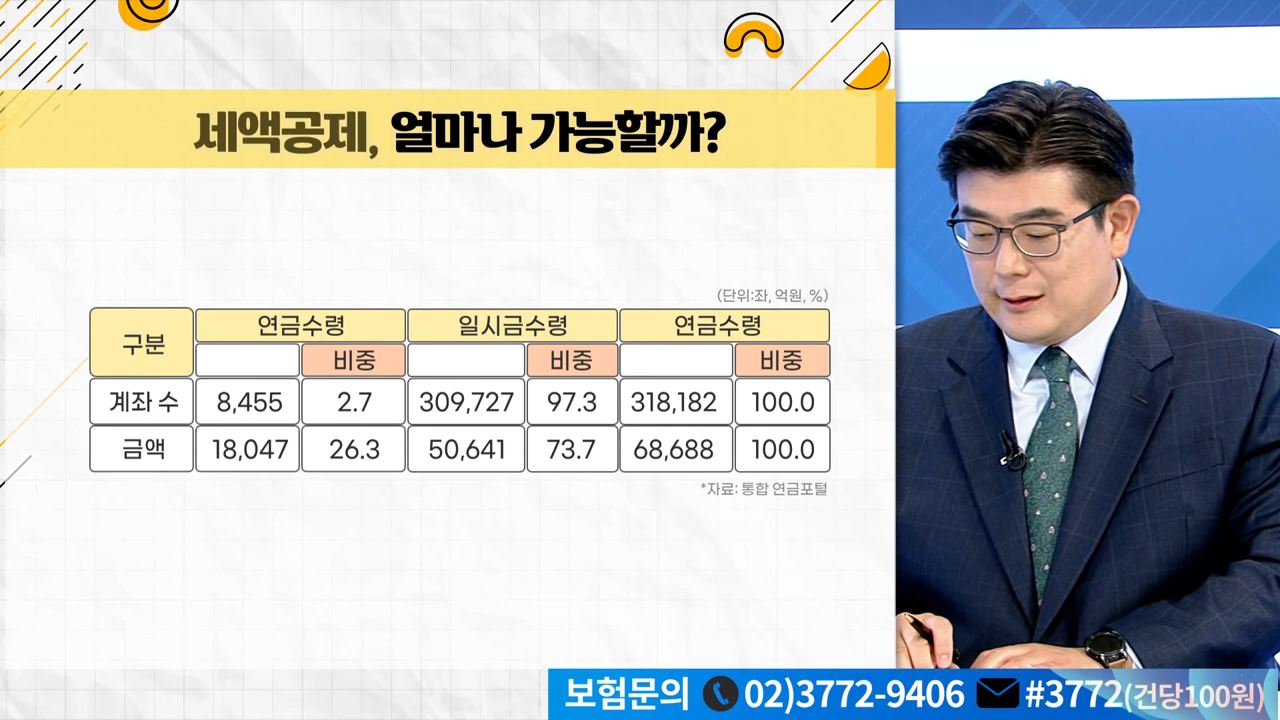 세액공제, 얼마나 가능할까?
(단위:좌, 억원, %)
구분 연금수령 일시금수령 연금수령
비중 비중 비중
계좌 수 8,455 2.7 309,727 97.3 318,182 100.0
금액 18,047 26.3 50,641 73.7 68,688 100.0
*자료: 통합 연금포털
보험문의 02)3772-9406 #3772(건당100원)